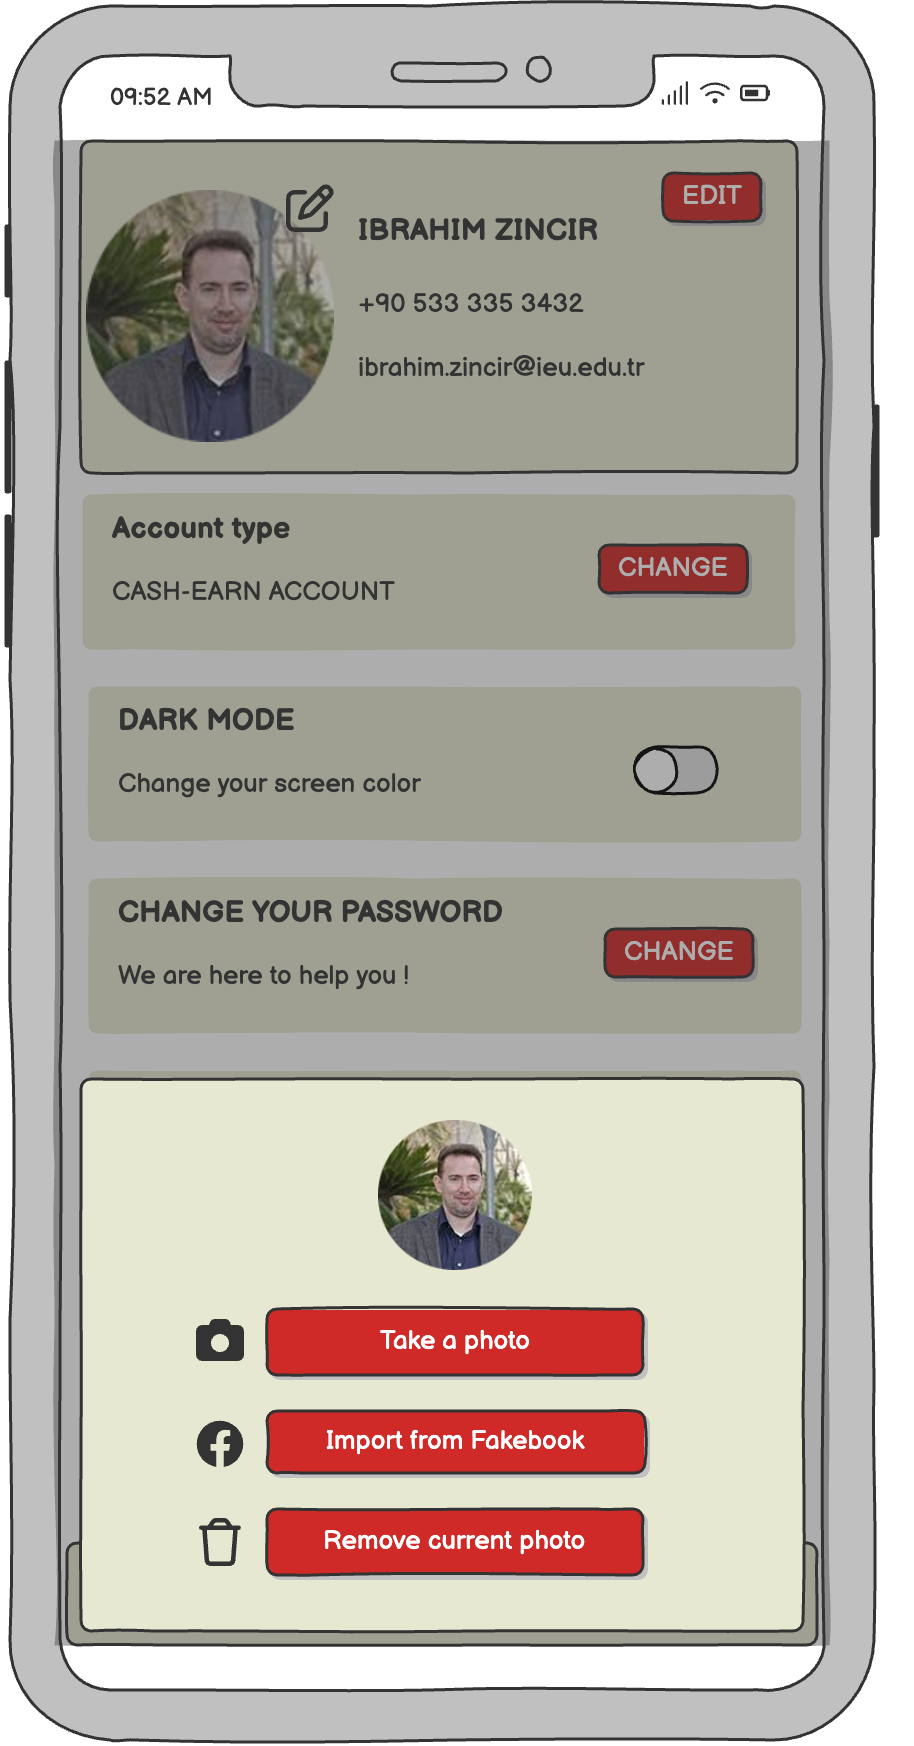 09:52 AM
EDIT
IBRAHIM ZINCIR
+90 533 335 3432
ibrahim.zincir@ieu.edu.tr
Account type
CHANGE
CASH-EARN ACCOUNT
DARK MODE
Change your screen color
CHANGE YOUR PASSWORD
CHANGE
We are here to help you !
Take a photo
Import from Fakebook
Remove current photo